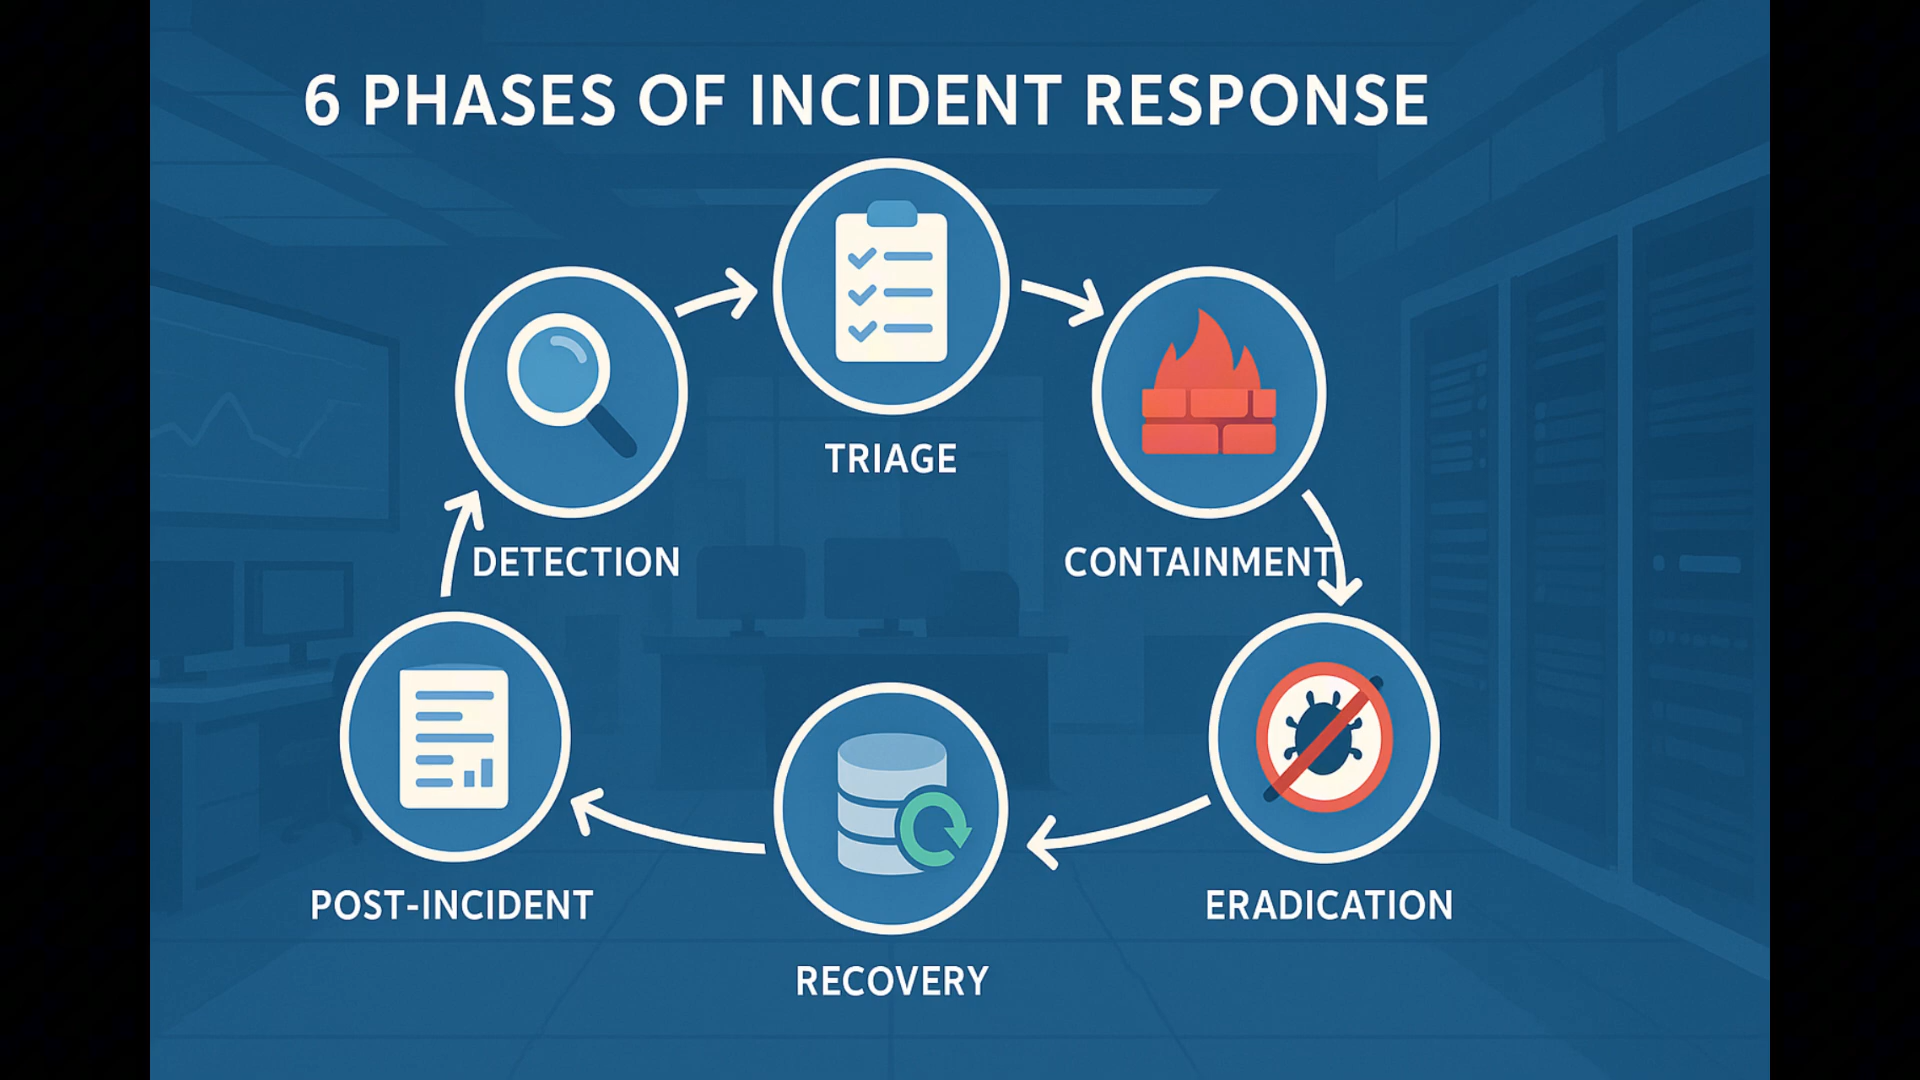 6 PHASES OF INCIDENT RESPONSE
TRIAGE
DETECTION
CONTAINMENT
POST-INCIDENT
ERADICATION
RECOVERY